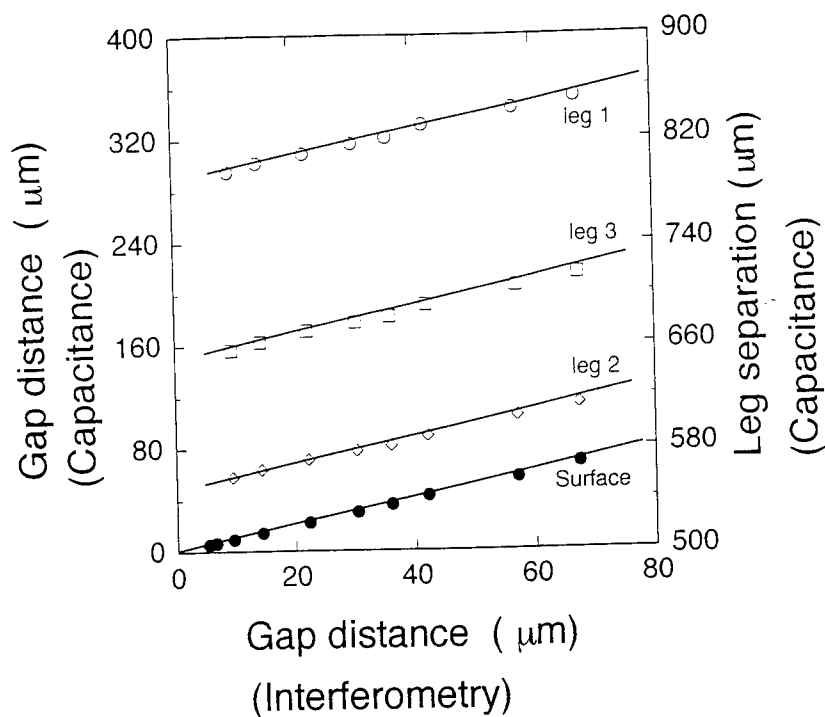 400
320
240
160
80
0
Gap distance ( μm)
(Capacitance)
900
820
740
660
580
500
Leg separation (μm)
(Capacitance)
leg 1
leg 3
leg 2
Surface
0
20
40
60
80
Gap distance ( μm)
(Interferometry)